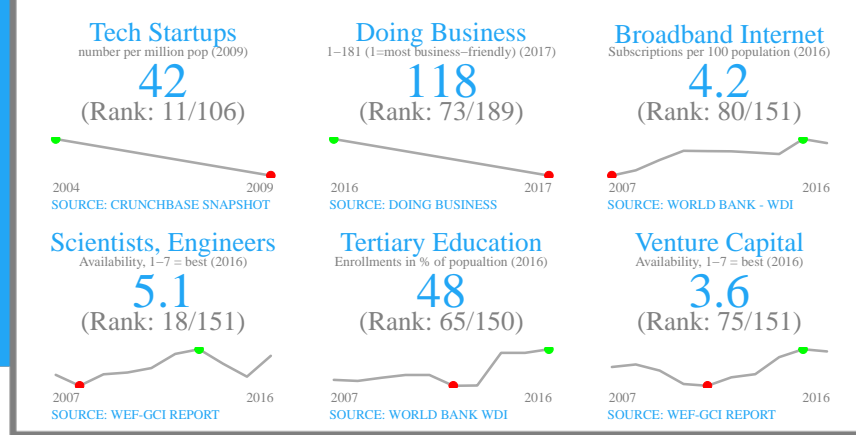 Tech Startups
number per million pop (2009)
42
(Rank: 11/106)
2004 2009
SOURCE: CRUNCHBASE SNAPSHOT
Doing Business
1−181 (1=most business−friendly) (2017)
118
(Rank: 73/189)
2016 2017
SOURCE: DOING BUSINESS
Broadband Internet
Subscriptions per 100 population (2016)
4.2
(Rank: 80/151)
2007 2016
SOURCE: WORLD BANK - WDI
Scientists, Engineers
Availability, 1−7 = best (2016)
5.1
(Rank: 18/151)
2007 2016
SOURCE: WEF-GCI REPORT
Tertiary Education
Enrollments in % of popualtion (2016)
48
(Rank: 65/150)
2007 2016
SOURCE: WORLD BANK WDI
Venture Capital
Availability, 1−7 = best (2016)
3.6
(Rank: 75/151)
2007 2016
SOURCE: WEF-GCI REPORT